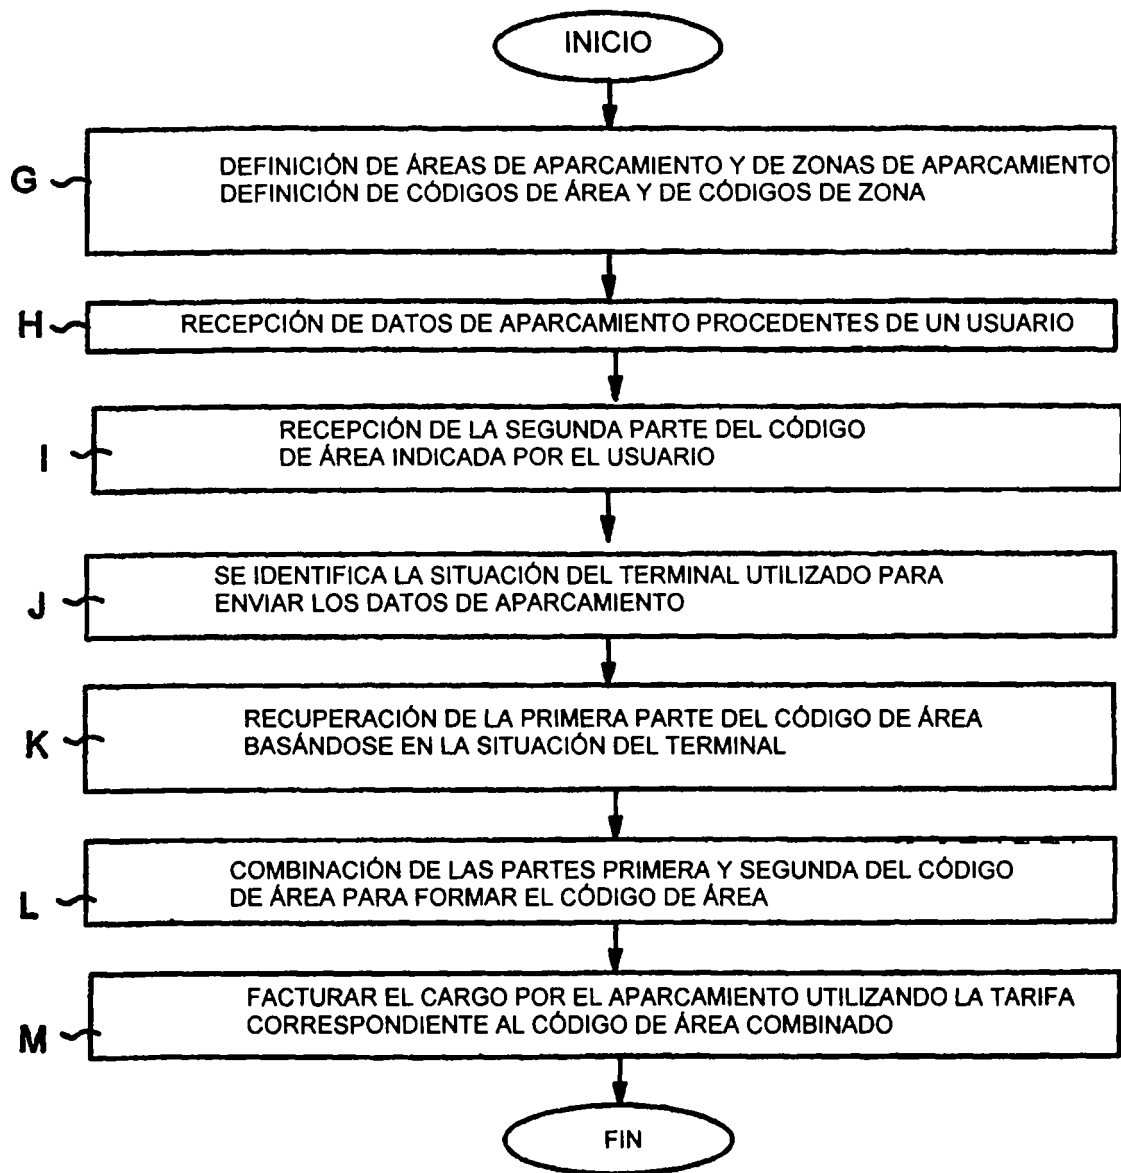 INICIO
G
DEFINICIÓN DE ÁREAS DE APARCAMIENTO Y DE ZONAS DE APARCAMIENTO
DEFINICIÓN DE CÓDIGOS DE ÁREA Y DE CÓDIGOS DE ZONA
H
RECEPCIÓN DE DATOS DE APARCAMIENTO PROCEDENTES DE UN USUARIO
I
RECEPCIÓN DE LA SEGUNDA PARTE DEL CÓDIGO
DE ÁREA INDICADA POR EL USUARIO
J
SE IDENTIFICA LA SITUACIÓN DEL TERMINAL UTILIZADO PARA
ENVIAR LOS DATOS DE APARCAMIENTO
K
RECUPERACIÓN DE LA PRIMERA PARTE DEL CÓDIGO DE ÁREA
BASÁNDOSE EN LA SITUACIÓN DEL TERMINAL
L
COMBINACIÓN DE LAS PARTES PRIMERA Y SEGUNDA DEL CÓDIGO
DE ÁREA PARA FORMAR EL CÓDIGO DE ÁREA
M
FACTURAR EL CARGO POR EL APARCAMIENTO UTILIZANDO LA TARIFA
CORRESPONDIENTE AL CÓDIGO DE ÁREA COMBINADO
FIN